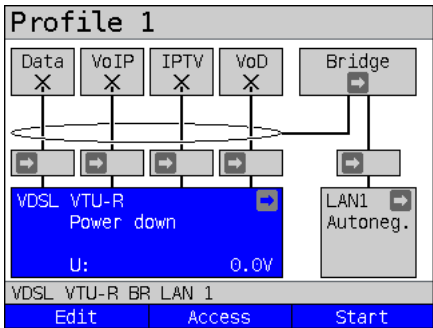 Profile 1
Data VoIP IPTV VoD Bridge
VDSL VTU-R
Power down
U: 0.0V
LAN1
Autoneg.
VDSL VTU-R BR LAN 1
Edit Access Start